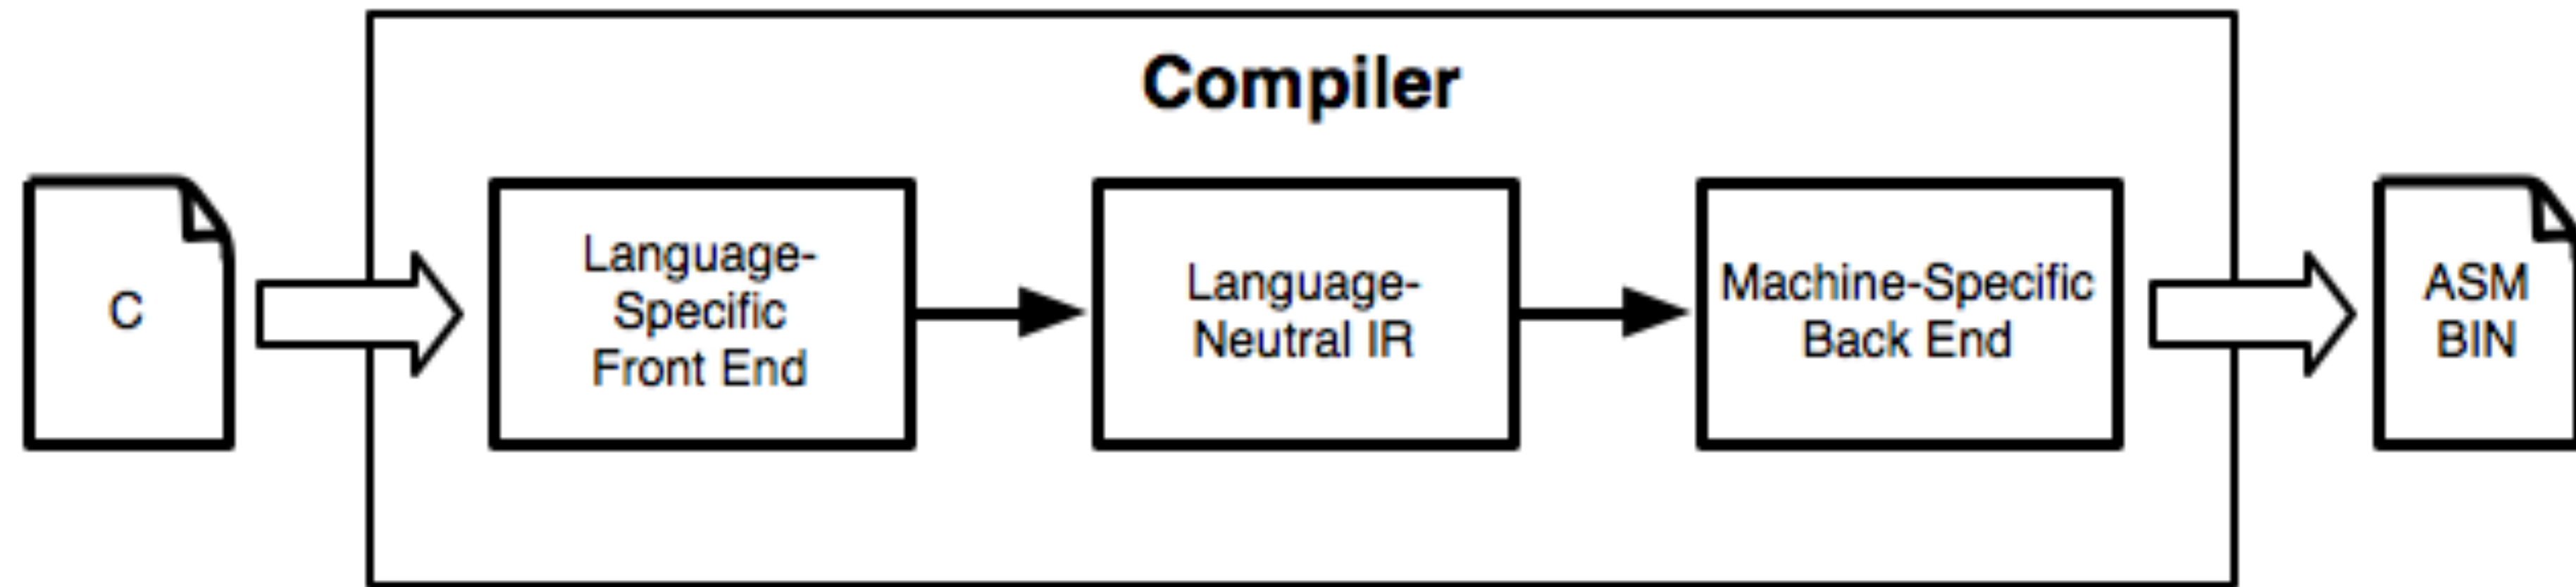 Compiler
C
Language-
Specific
Front End
Language-
Neutral IR
Machine-Specific
Back End
ASM
BIN